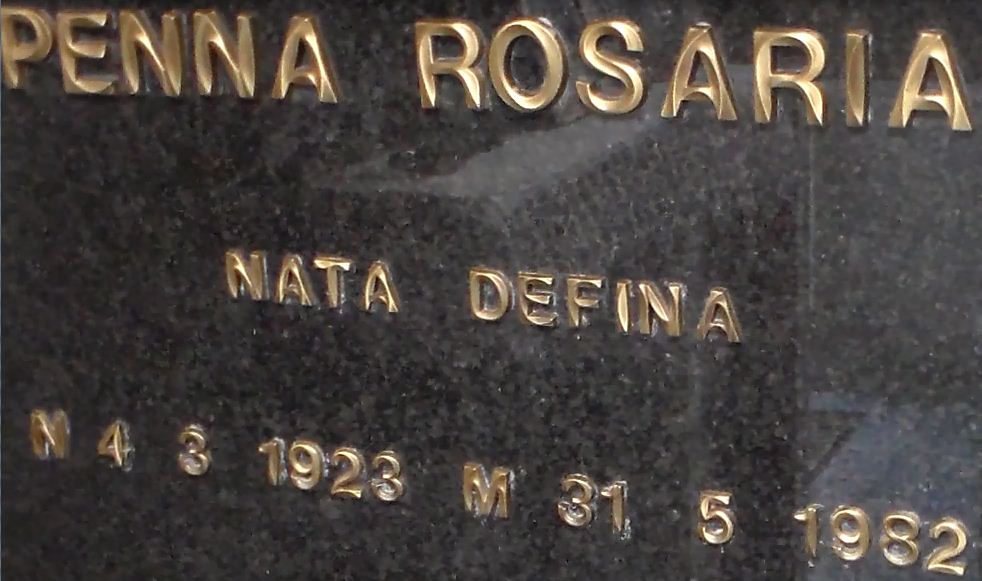 PENNA ROSARIA
NATA DEFINA
N 4 3 1923 M 31 5 1982